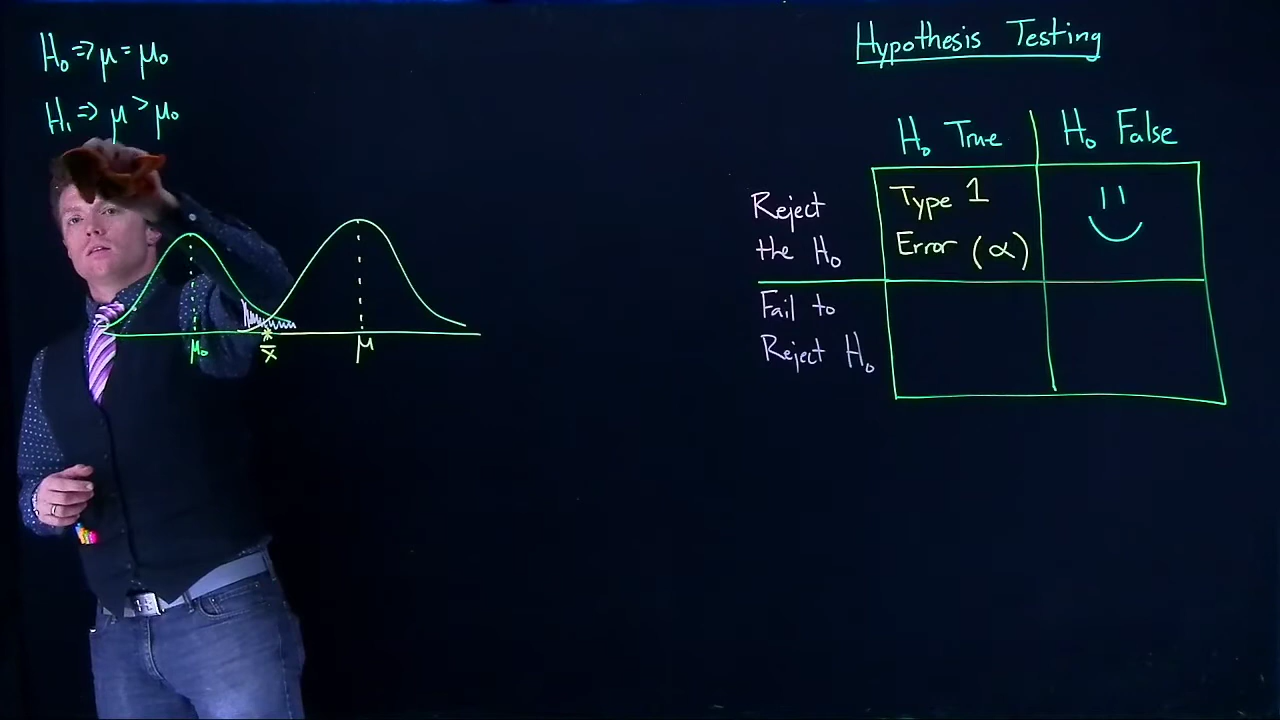 H₀ ⇒ μ = μ₀
H₁ ⇒ μ > μ₀
μ₀
* x̅
μ
Hypothesis Testing
H₀ True
H₀ False
Reject
the H₀
Type 1
Error (α)
Fail to
Reject H₀